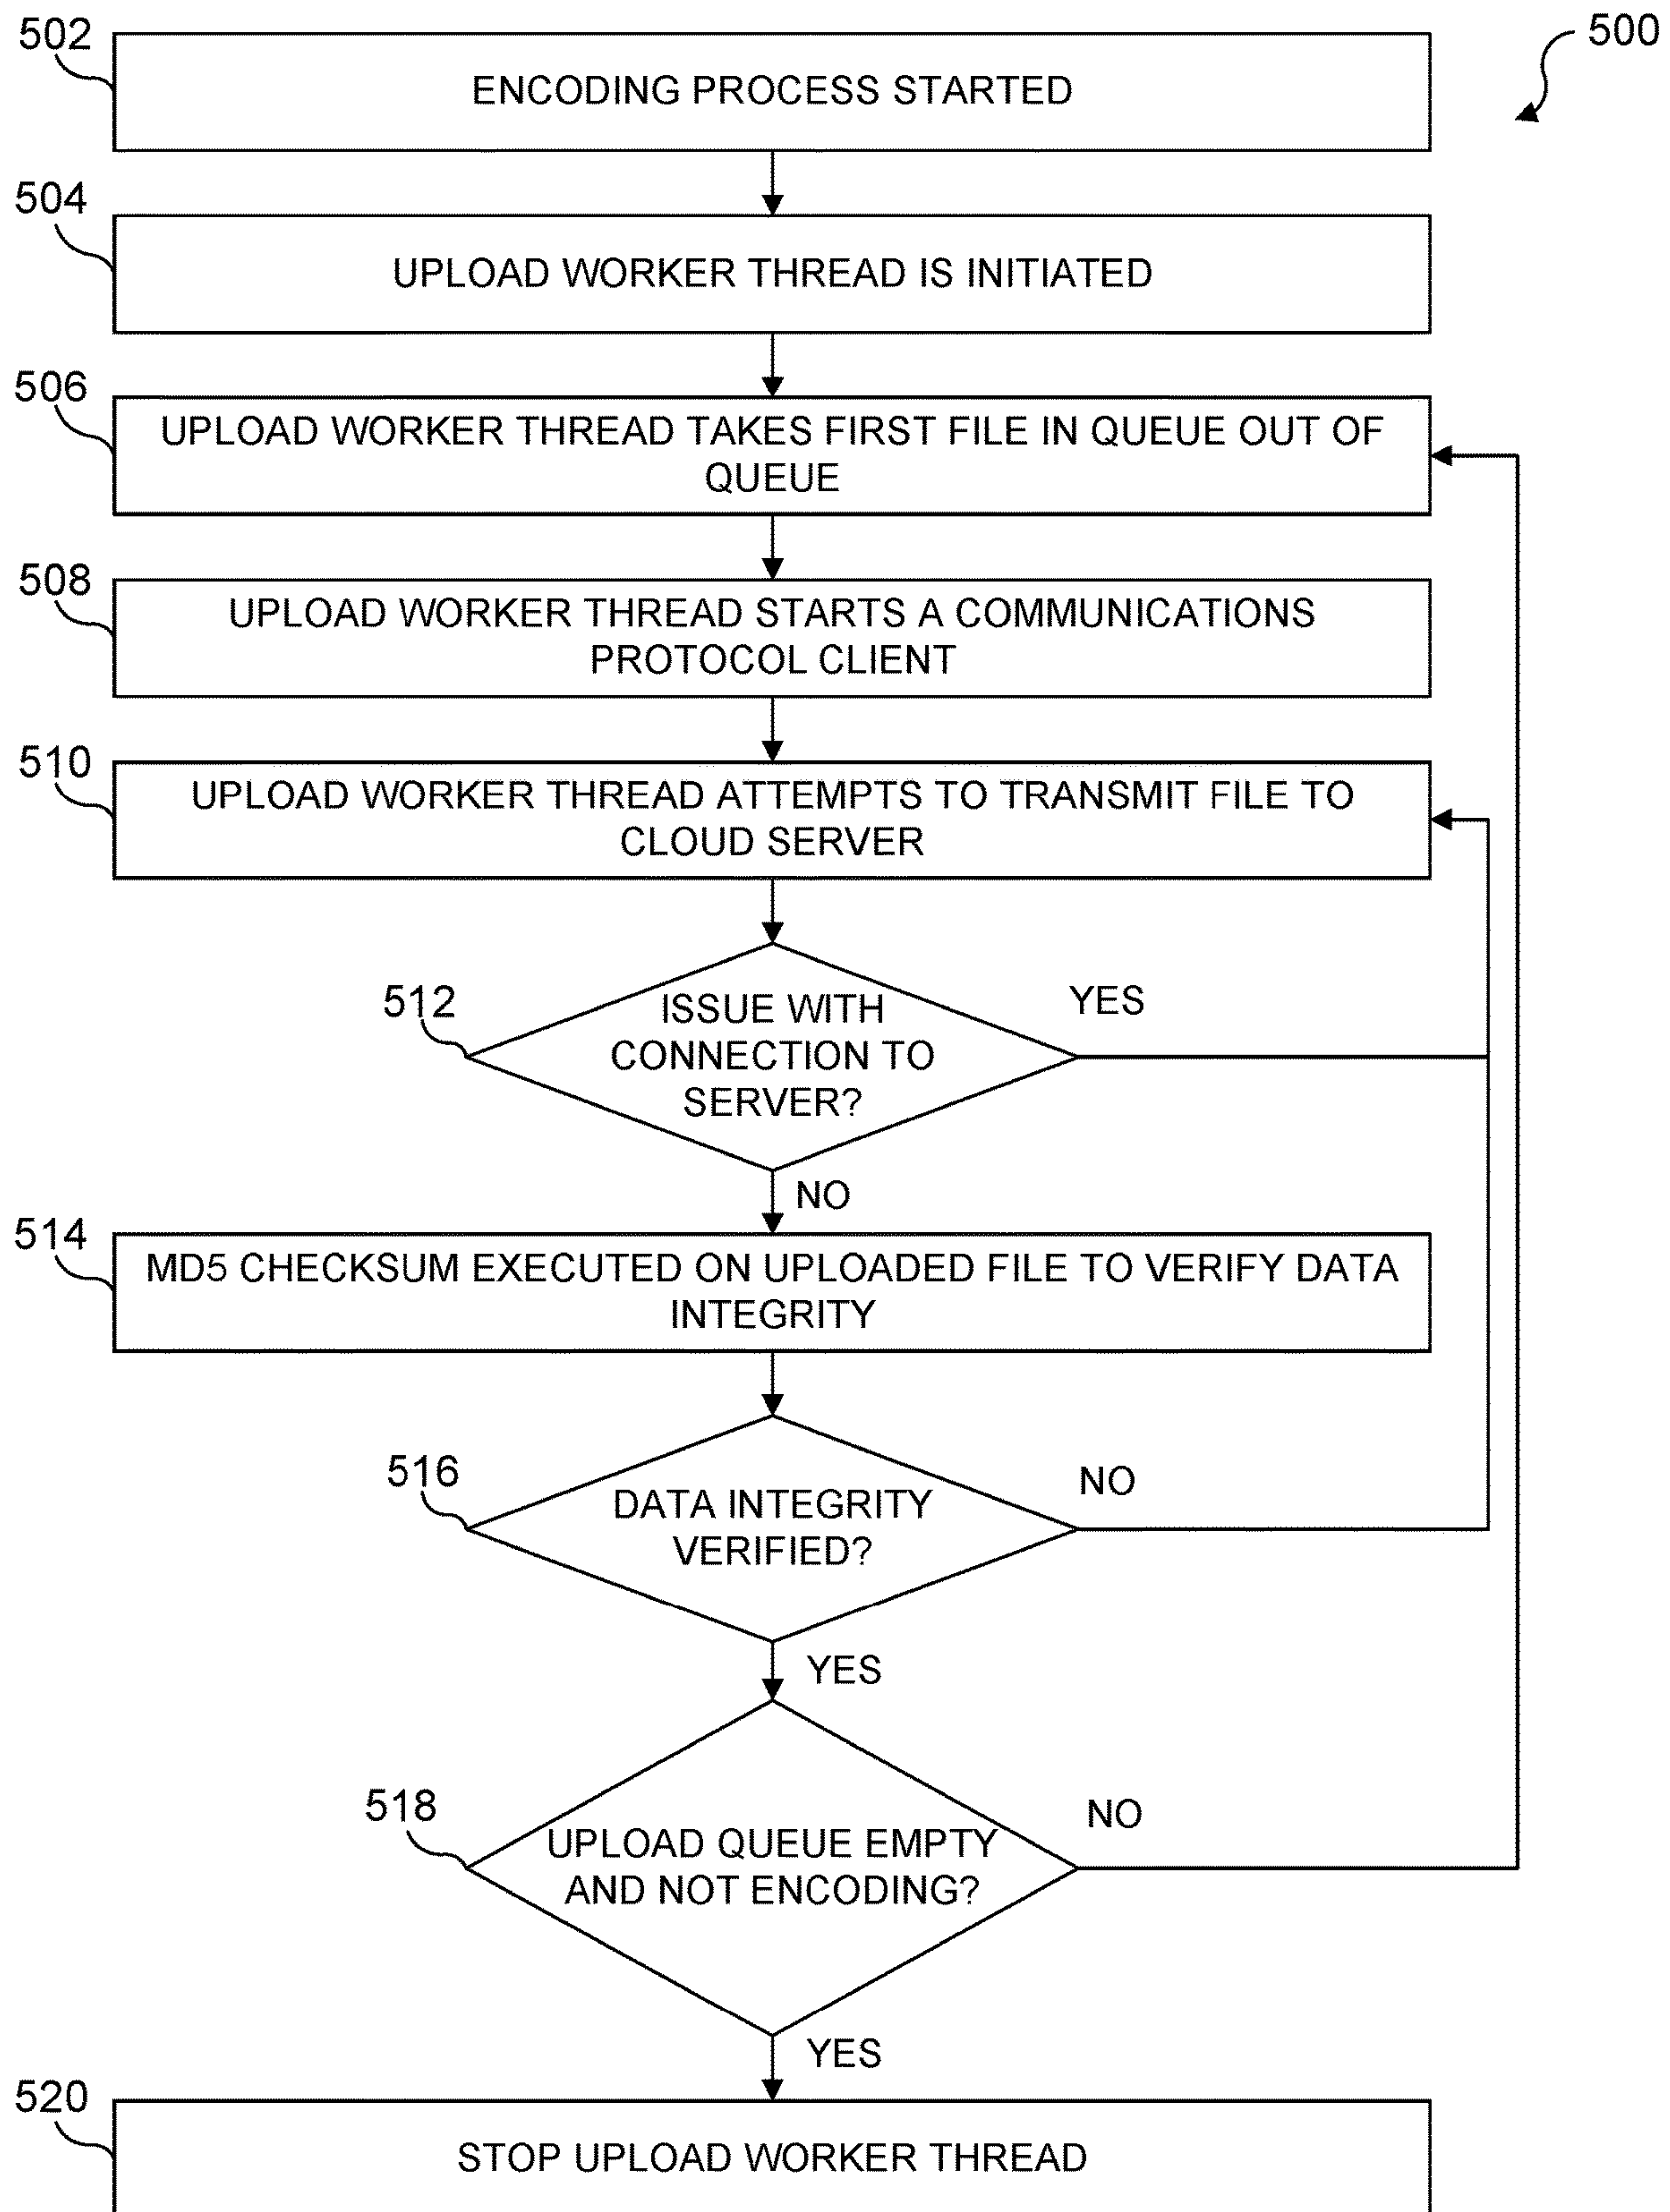 502
500
ENCODING PROCESS STARTED
504
UPLOAD WORKER THREAD IS INITIATED
506
UPLOAD WORKER THREAD TAKES FIRST FILE IN QUEUE OUT OF
QUEUE
508
UPLOAD WORKER THREAD STARTS A COMMUNICATIONS
PROTOCOL CLIENT
510
UPLOAD WORKER THREAD ATTEMPTS TO TRANSMIT FILE TO
CLOUD SERVER
512
ISSUE WITH
CONNECTION TO
SERVER?
YES
NO
514
MD5 CHECKSUM EXECUTED ON UPLOADED FILE TO VERIFY DATA
INTEGRITY
516
DATA INTEGRITY
VERIFIED?
NO
YES
518
UPLOAD QUEUE EMPTY
AND NOT ENCODING?
NO
YES
520
STOP UPLOAD WORKER THREAD